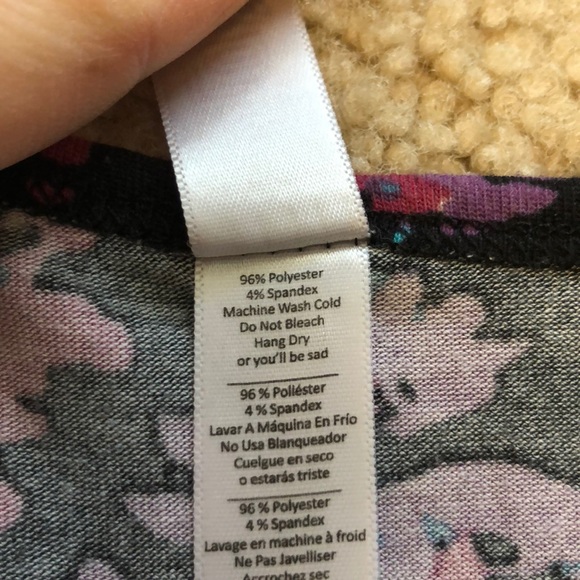 96% Polyester
4% Spandex
Machine Wash Cold
Do Not Bleach
Hang Dry
or you'll be sad
96 % Poliéster
4 % Spandex
Lavar A Máquina En Frío
No Usa Blanqueador
Cuelgue en seco
o estarás triste
96 % Polyester
4 % Spandex
Lavage en machine à froid
Ne Pas Javelliser
Accrochez sec